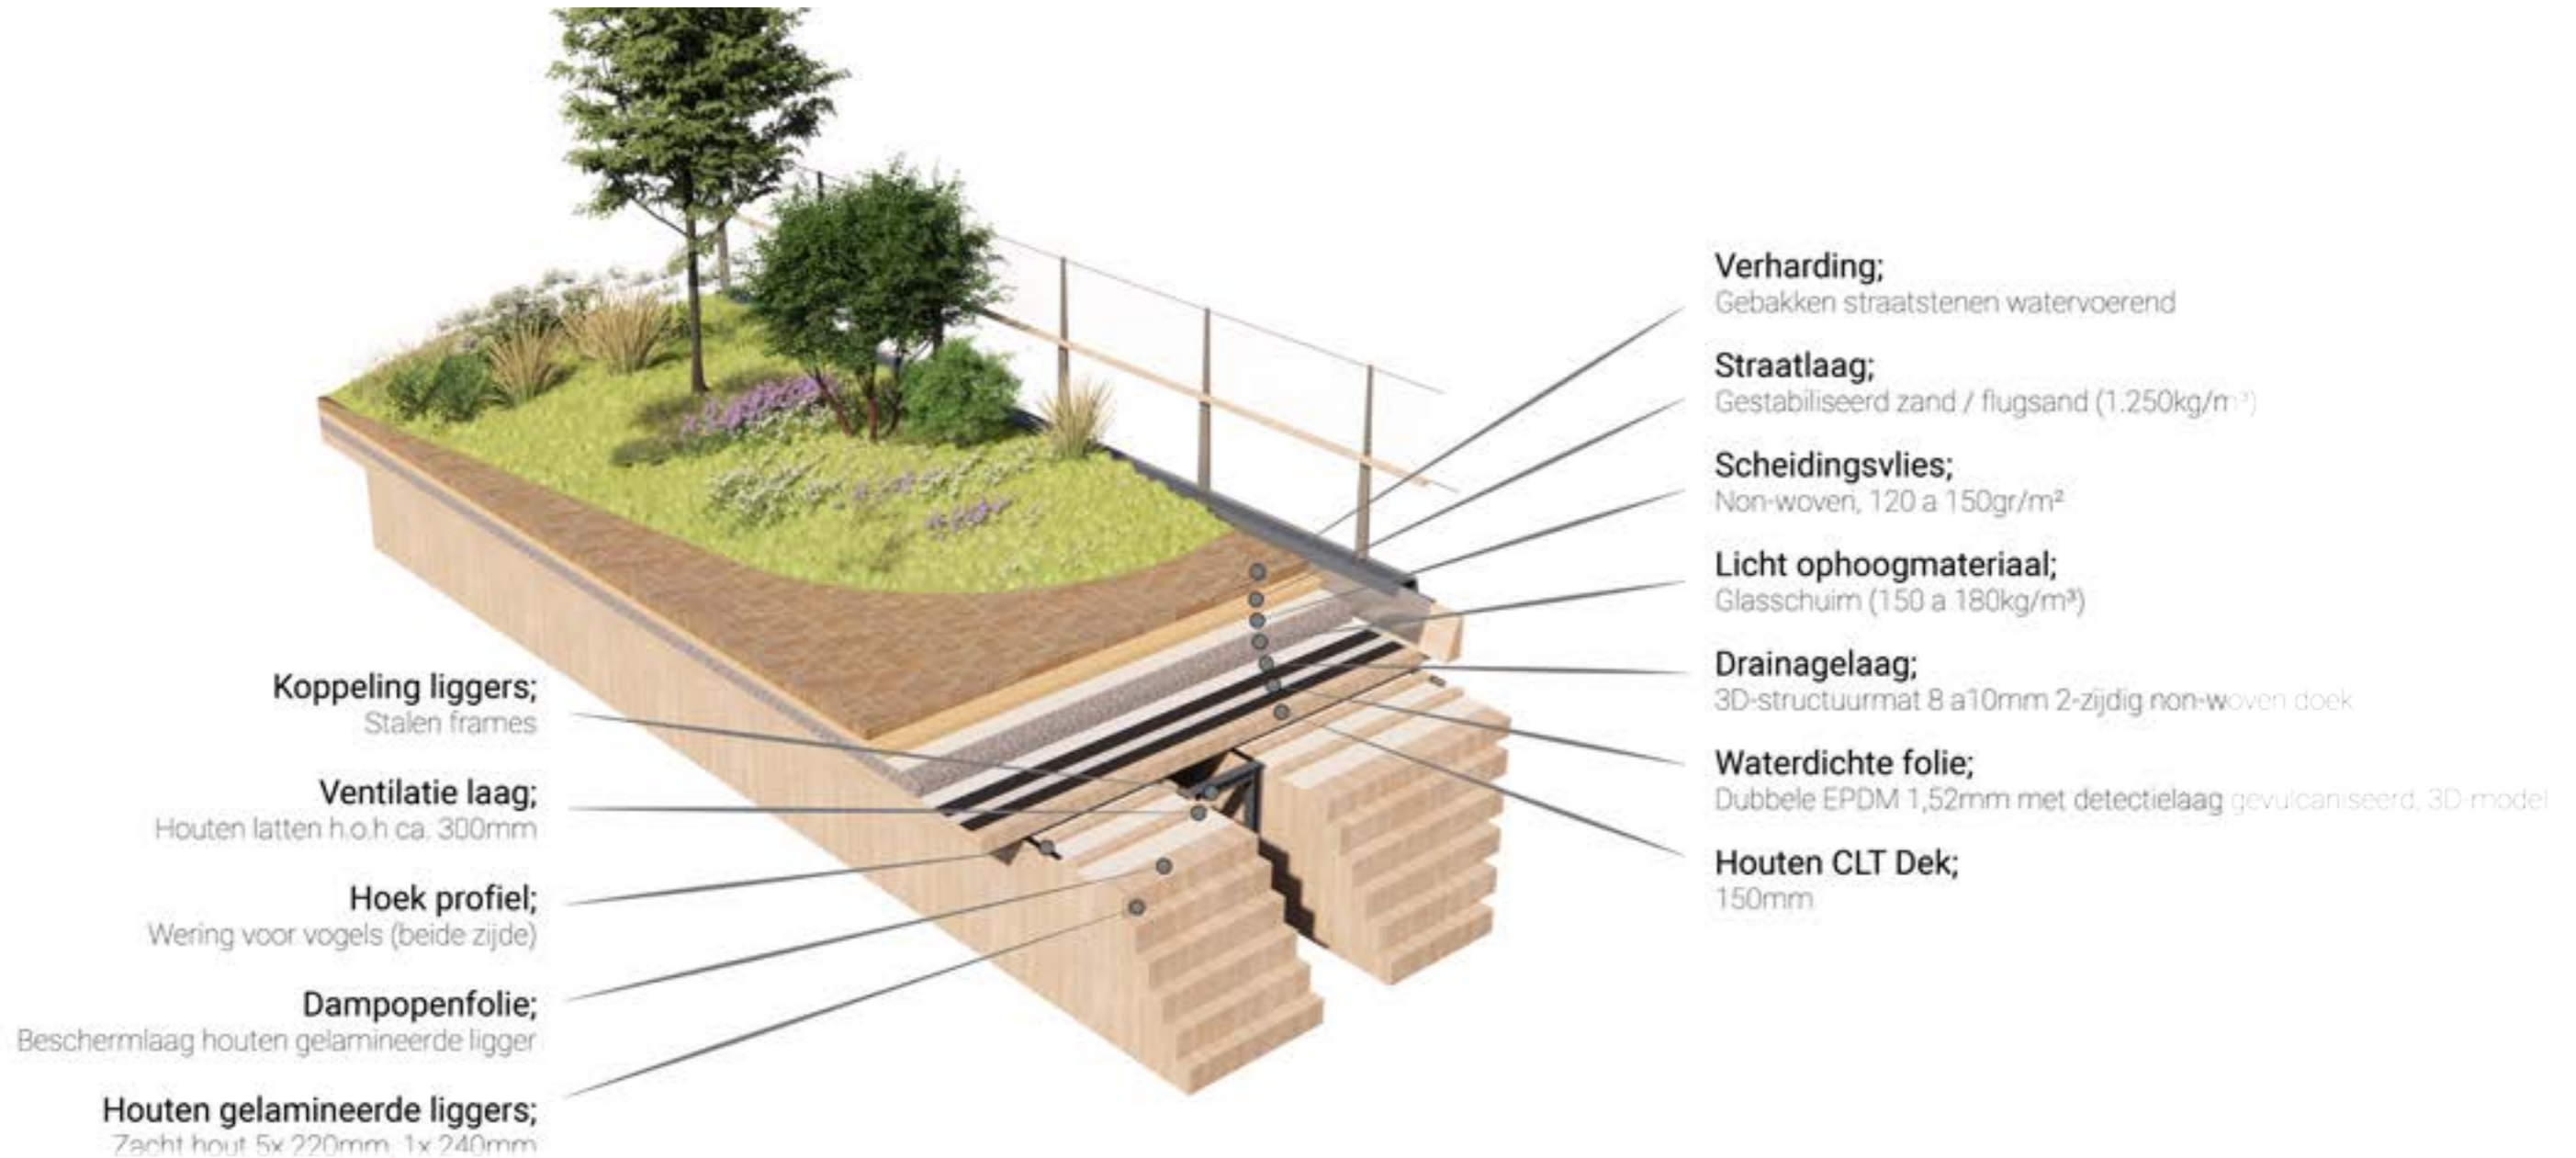 Verharding;
Gebakken straatstenen watervoerend
Straatlaag;
Gestabiliseerd zand / flugsand (1.250kg/m³)
Scheidingsvlies;
Non-woven, 120 a 150gr/m²
Licht ophoogmateriaal;
Glasschuim (150 a 180kg/m³)
Drainagelaag;
3D-structuurmat 8 a10mm 2-zijdig non-woven doek
Waterdichte folie;
Dubbele EPDM 1,52mm met detectielaag gevulcaniseerd, 3D-model
Houten CLT Dek;
150mm
Koppeling liggers;
Stalen frames
Ventilatie laag;
Houten latten h.o.h ca. 300mm
Hoek profiel;
Wering voor vogels (beide zijde)
Dampopenfolie;
Beschermlaag houten gelamineerde ligger
Houten gelamineerde liggers;
Zacht hout 5x 220mm, 1x 240mm